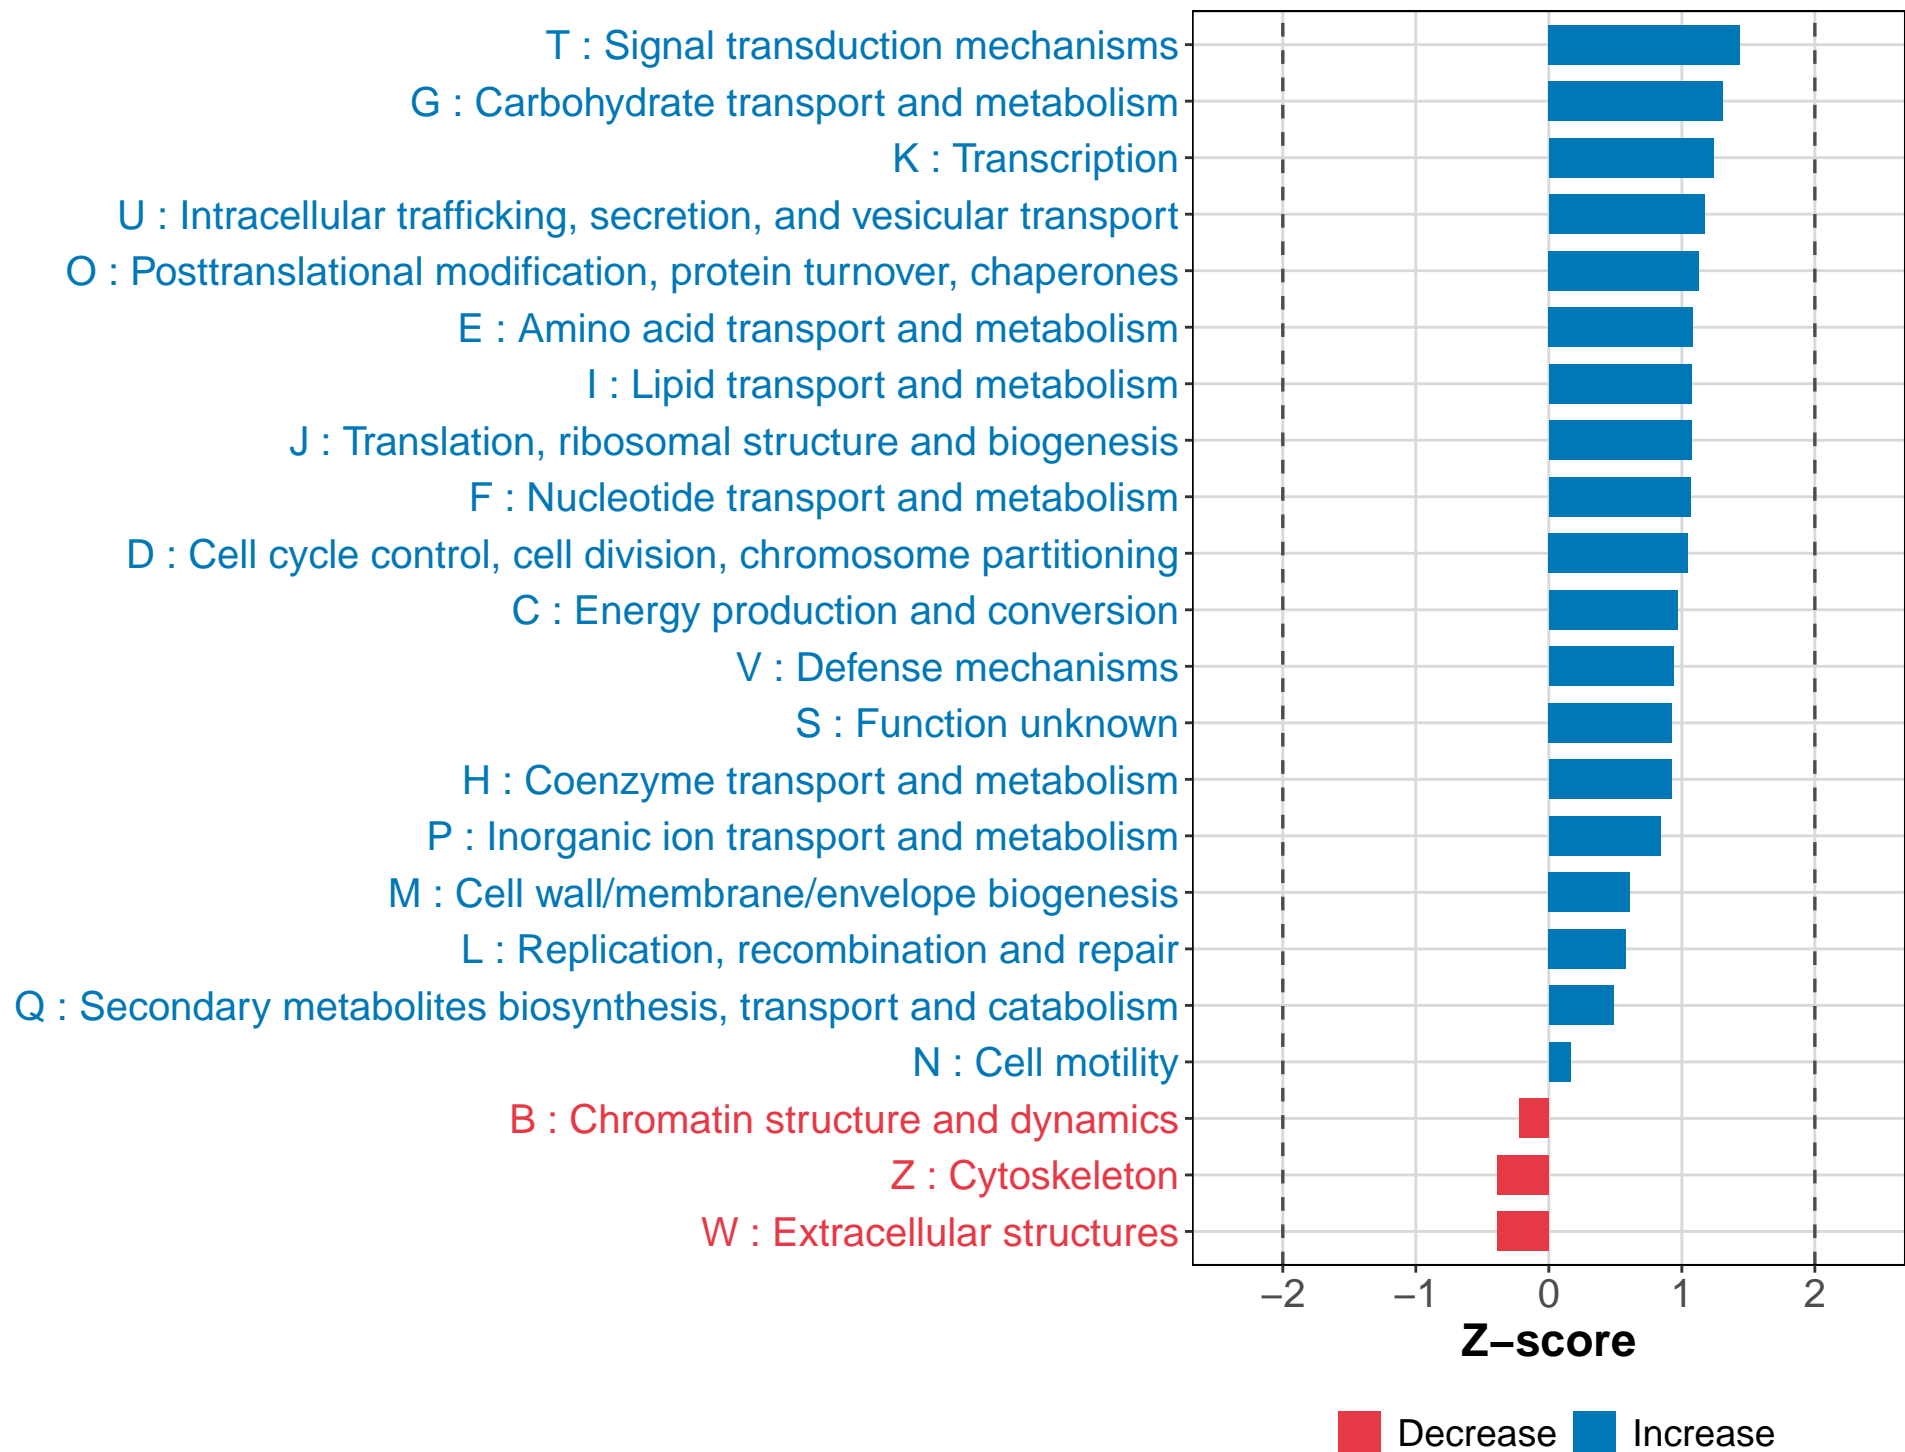 T : Signal transduction mechanisms
G : Carbohydrate transport and metabolism
K : Transcription
U : Intracellular trafficking, secretion, and vesicular transport
O : Posttranslational modification, protein turnover, chaperones
E : Amino acid transport and metabolism
I : Lipid transport and metabolism
J : Translation, ribosomal structure and biogenesis
F : Nucleotide transport and metabolism
D : Cell cycle control, cell division, chromosome partitioning
C : Energy production and conversion
V : Defense mechanisms
S : Function unknown
H : Coenzyme transport and metabolism
P : Inorganic ion transport and metabolism
M : Cell wall/membrane/envelope biogenesis
L : Replication, recombination and repair
Q : Secondary metabolites biosynthesis, transport and catabolism
N : Cell motility
B : Chromatin structure and dynamics
Z : Cytoskeleton
W : Extracellular structures
−2 −1 0 1 2
Z−score
Decrease Increase